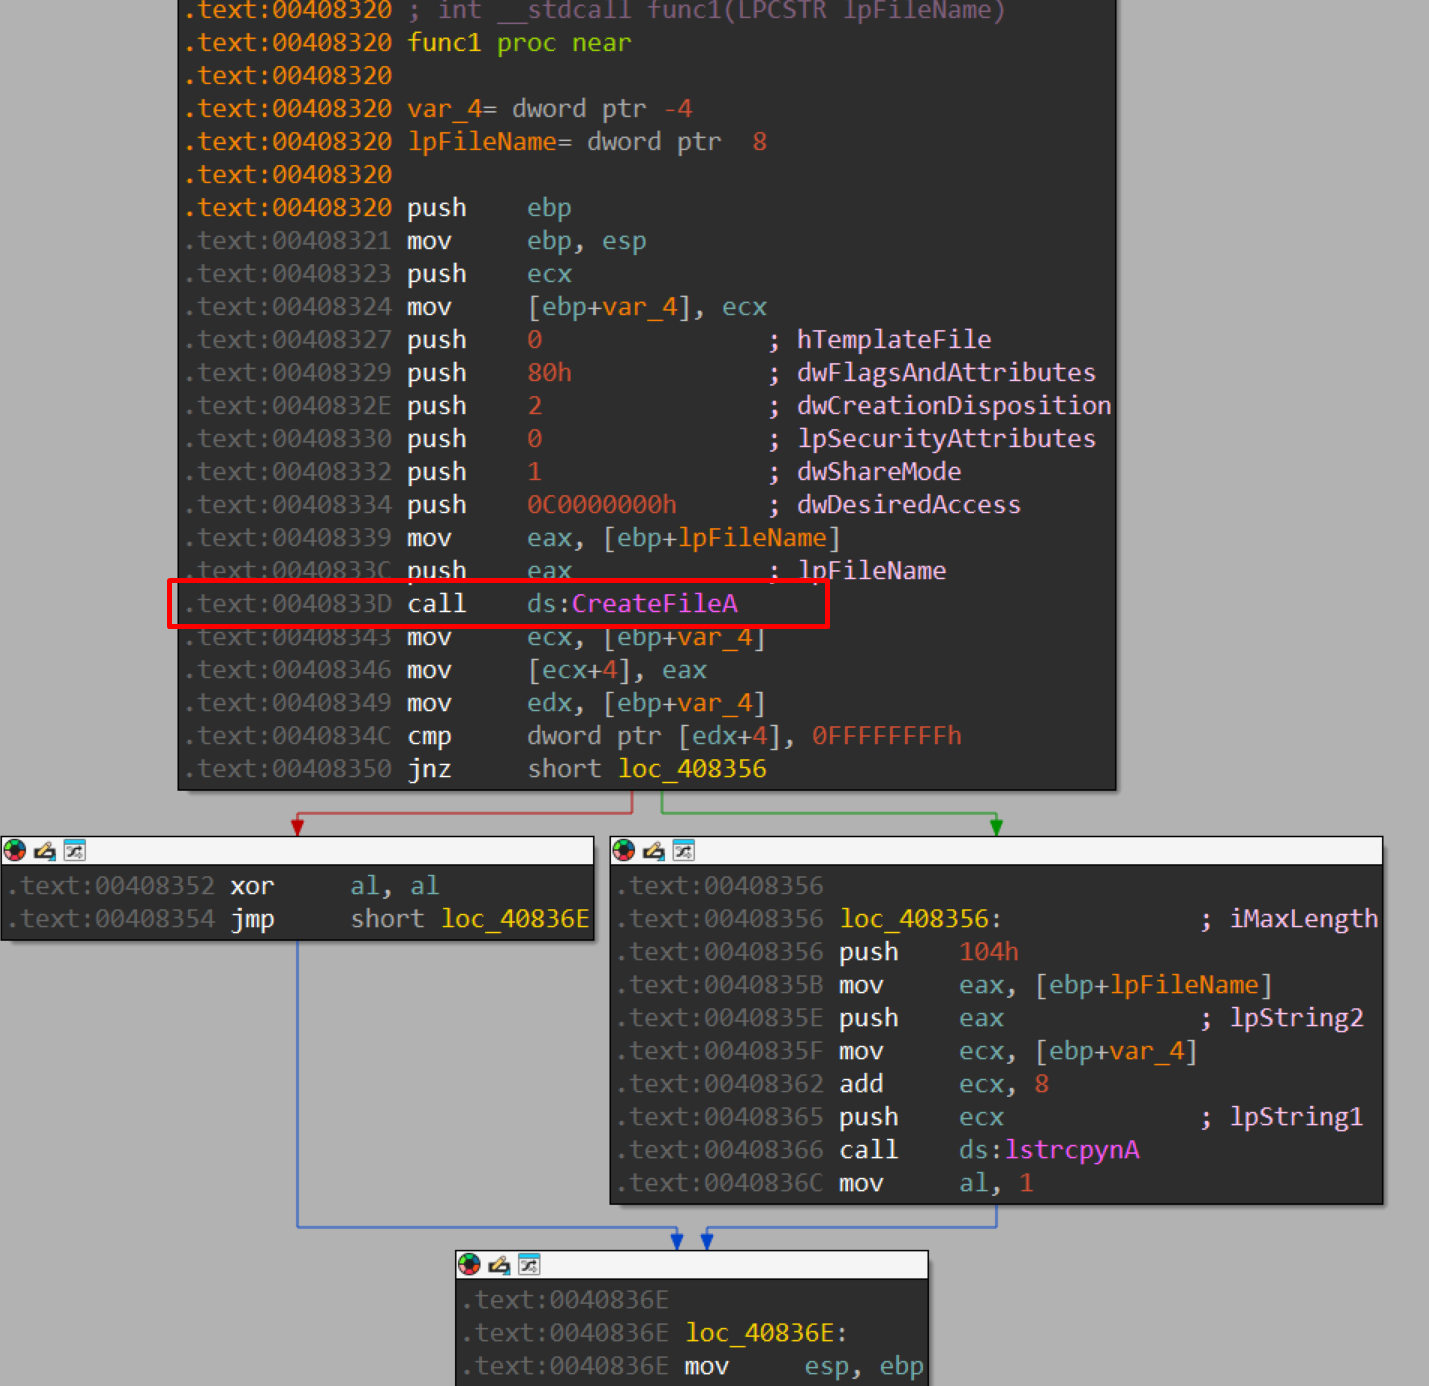 .text:00408320 ; int __stdcall func1(LPCSTR lpFileName)
.text:00408320 func1 proc near
.text:00408320
.text:00408320 var_4= dword ptr -4
.text:00408320 lpFileName= dword ptr  8
.text:00408320
.text:00408320 push    ebp
.text:00408321 mov     ebp, esp
.text:00408323 push    ecx
.text:00408324 mov     [ebp+var_4], ecx
.text:00408327 push    0               ; hTemplateFile
.text:00408329 push    80h             ; dwFlagsAndAttributes
.text:0040832E push    2               ; dwCreationDisposition
.text:00408330 push    0               ; lpSecurityAttributes
.text:00408332 push    1               ; dwShareMode
.text:00408334 push    0C0000000h      ; dwDesiredAccess
.text:00408339 mov     eax, [ebp+lpFileName]
.text:0040833C push    eax             ; lpFileName
.text:0040833D call    ds:CreateFileA
.text:00408343 mov     ecx, [ebp+var_4]
.text:00408346 mov     [ecx+4], eax
.text:00408349 mov     edx, [ebp+var_4]
.text:0040834C cmp     dword ptr [edx+4], 0FFFFFFFFh
.text:00408350 jnz     short loc_408356
.text:00408352 xor     al, al
.text:00408354 jmp     short loc_40836E
.text:00408356
.text:00408356 loc_408356:             ; iMaxLength
.text:00408356 push    104h
.text:0040835B mov     eax, [ebp+lpFileName]
.text:0040835E push    eax             ; lpString2
.text:0040835F mov     ecx, [ebp+var_4]
.text:00408362 add     ecx, 8
.text:00408365 push    ecx             ; lpString1
.text:00408366 call    ds:lstrcpynA
.text:0040836C mov     al, 1
.text:0040836E
.text:0040836E loc_40836E:
.text:0040836E mov     esp, ebp